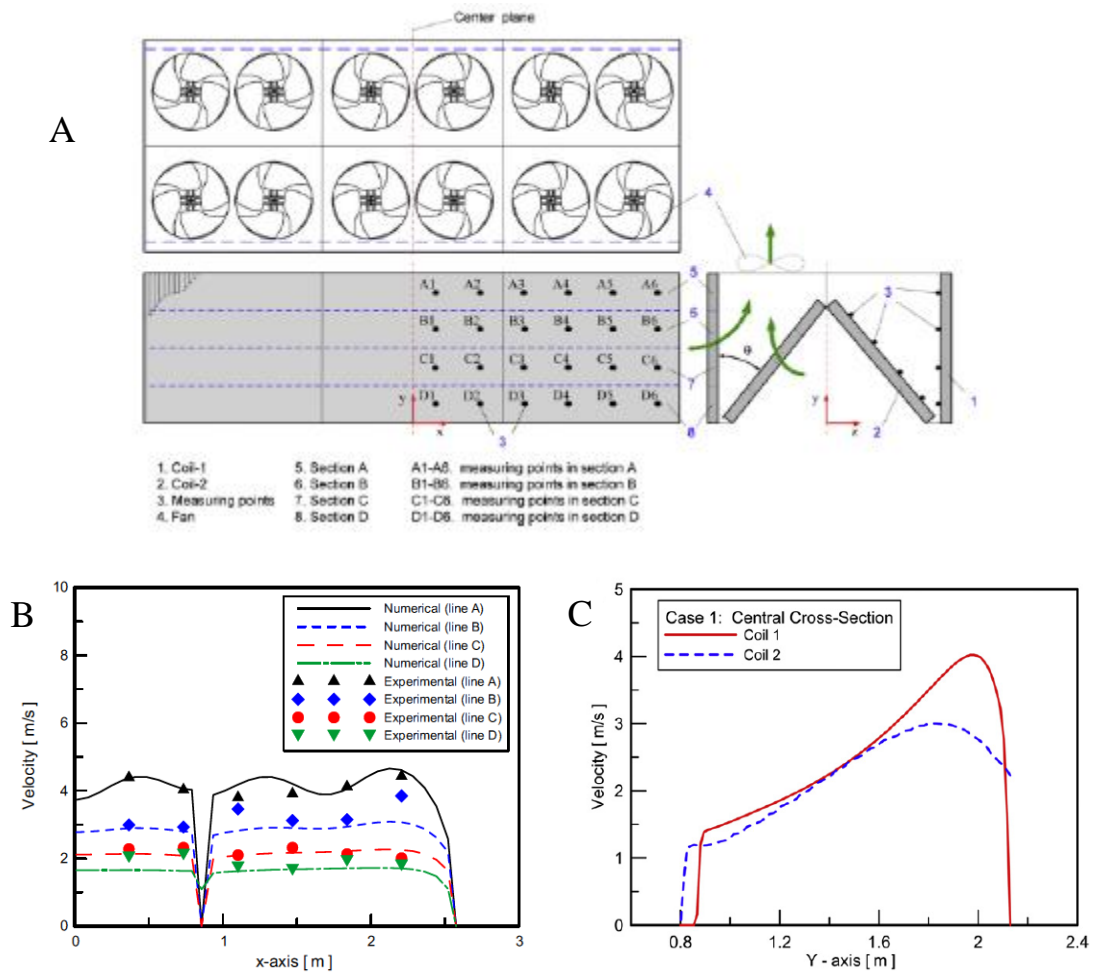 Center plane
A
4
A1 A2 A3 A4 A5 A6
B1 B2 B3 B4 B5 B6
C1 C2 C3 C4 C5 C6
D1 D2 D3 D4 D5 D6
y
x
3
5
6
7
8
θ
3
y
z
1
2
1. Coil-1
2. Coil-2
3. Measuring points
4. Fan
5. Section A
6. Section B
7. Section C
8. Section D
A1-A6. measuring points in section A
B1-B6. measuring points in section B
C1-C6. measuring points in section C
D1-D6. measuring points in section D
B
10
8
6
4
2
0
Velocity [ m/s ]
Numerical (line A)
Numerical (line B)
Numerical (line C)
Numerical (line D)
Experimental (line A)
Experimental (line B)
Experimental (line C)
Experimental (line D)
0 1 2 3
x-axis [ m ]
C
5
4
3
2
1
0
Velocity [ m/s ]
Case 1: Central Cross-Section
Coil 1
Coil 2
0.8 1.2 1.6 2 2.4
Y - axis [ m ]